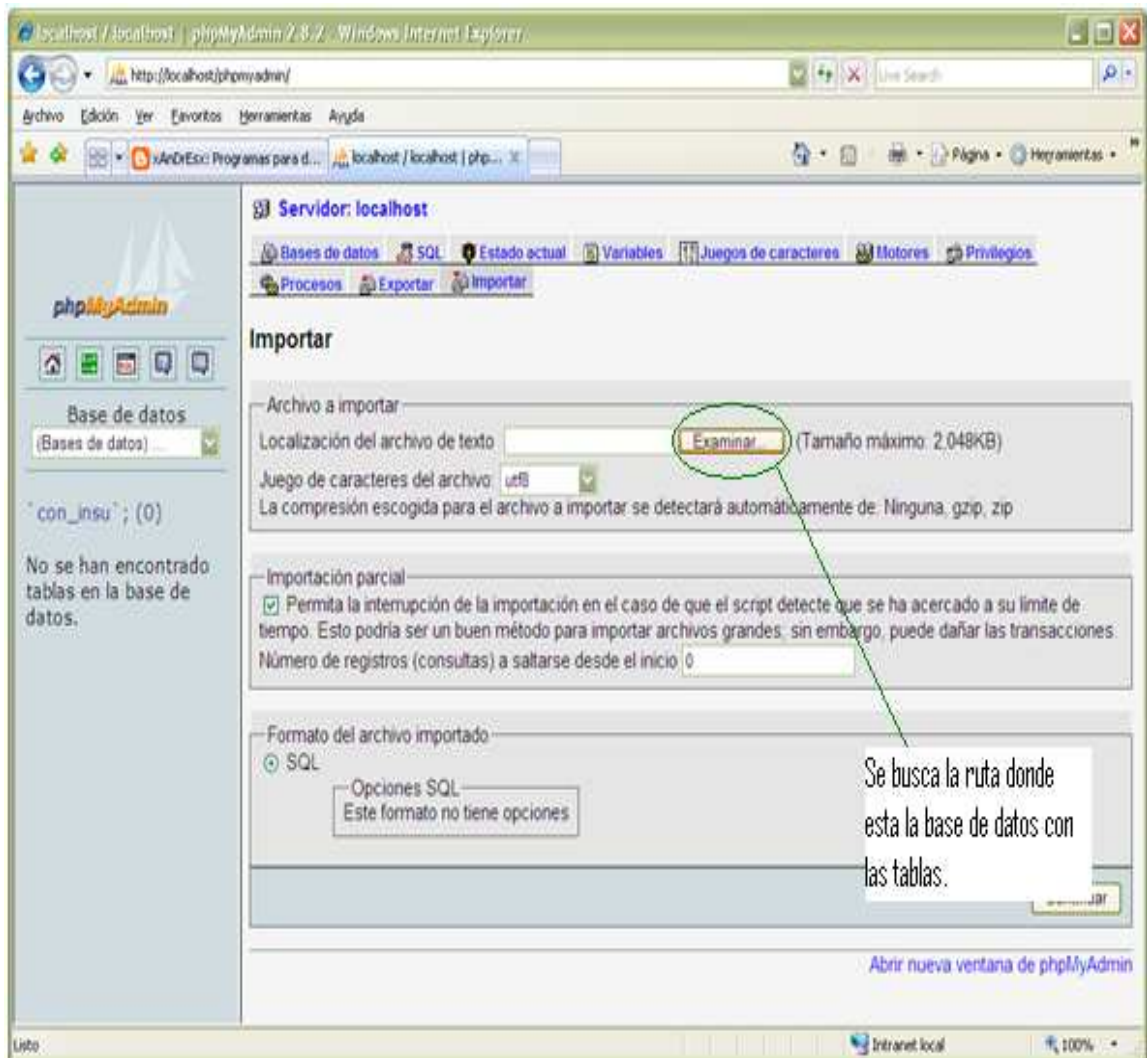 localhost / localhost | phpMyAdmin 2.8.2 - Windows Internet Explorer
http://localhost/phpmyadmin/
Live Search
Archivo Edición Ver Favoritos Herramientas Ayuda
xAnDrEsx: Programas para d... localhost / localhost | php... Página Herramientas
phpMyAdmin
Base de datos
(Bases de datos) ...
`con_insu`; (0)
No se han encontrado
tablas en la base de
datos.
Servidor: localhost
Bases de datos SQL Estado actual Variables Juegos de caracteres Motores Privilegios
Procesos Exportar Importar
Importar
Archivo a importar
Localización del archivo de texto Examinar... (Tamaño máximo: 2,048KB)
Juego de caracteres del archivo: utf8
La compresión escogida para el archivo a importar se detectará automáticamente de: Ninguna, gzip, zip
Importación parcial
Permita la interrupción de la importación en el caso de que el script detecte que se ha acercado a su límite de
tiempo. Esto podría ser un buen método para importar archivos grandes; sin embargo, puede dañar las transacciones.
Número de registros (consultas) a saltarse desde el inicio 0
Formato del archivo importado
SQL
Opciones SQL
Este formato no tiene opciones
Se busca la ruta donde
esta la base de datos con
las tablas.
Abrir nueva ventana de phpMyAdmin
Listo Intranet local 100%